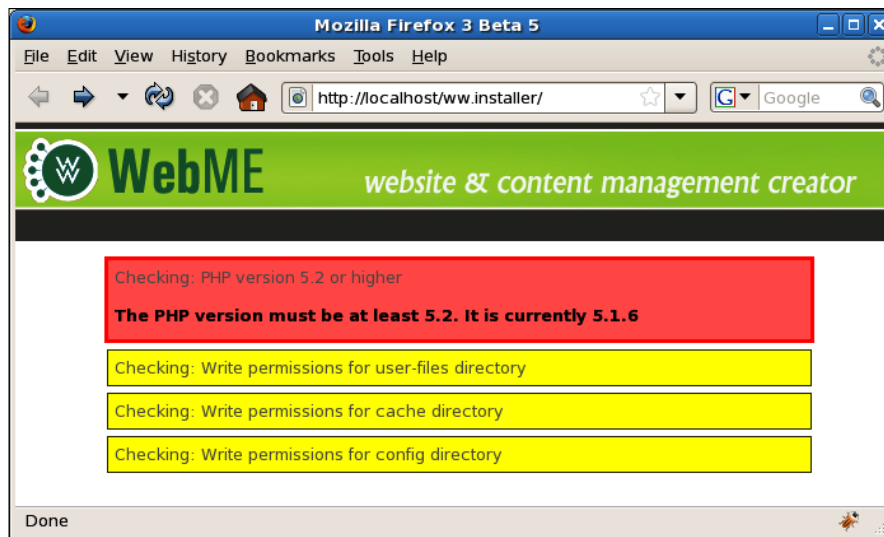 Mozilla Firefox 3 Beta 5
File Edit View History Bookmarks Tools Help
http://localhost/ww.installer/ G Google
W WebME website & content management creator
Checking: PHP version 5.2 or higher
The PHP version must be at least 5.2. It is currently 5.1.6
Checking: Write permissions for user-files directory
Checking: Write permissions for cache directory
Checking: Write permissions for config directory
Done